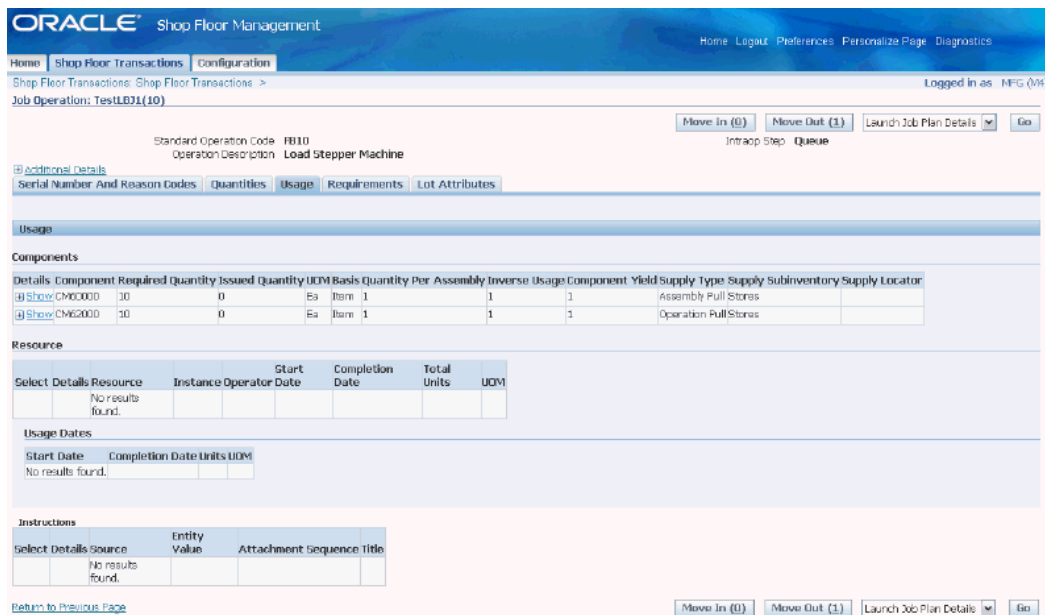 ORACLE Shop Floor Management
Home Logout Preferences Personalize Page Diagnostics
Home Shop Floor Transactions Configuration
Shop Floor Transactions: Shop Floor Transactions > Logged in as MFG (M4
Job Operation: TestLBJ1(10)
Move In (0) Move Out (1) Launch Job Plan Details Go
Standard Operation Code FB10 Intraop Step Queue
Operation Description Load Stepper Machine
Additional Details
Serial Number And Reason Codes Quantities Usage Requirements Lot Attributes
Usage
Components
Details Component Required Quantity Issued Quantity UOM Basis Quantity Per Assembly Inverse Usage Component Yield Supply Type Supply Subinventory Supply Locator
Show CM60000 10 0 Ea Item 1 1 1 Assembly Pull Stores
Show CM62000 10 0 Ea Item 1 1 1 Operation Pull Stores
Resource
Select Details Resource Instance Operator Start Date Completion Date Total Units UOM
No results found.
Usage Dates
Start Date Completion Date Units UOM
No results found.
Instructions
Select Details Source Entity Value Attachment Sequence Title
No results found.
Return to Previous Page Move In (0) Move Out (1) Launch Job Plan Details Go